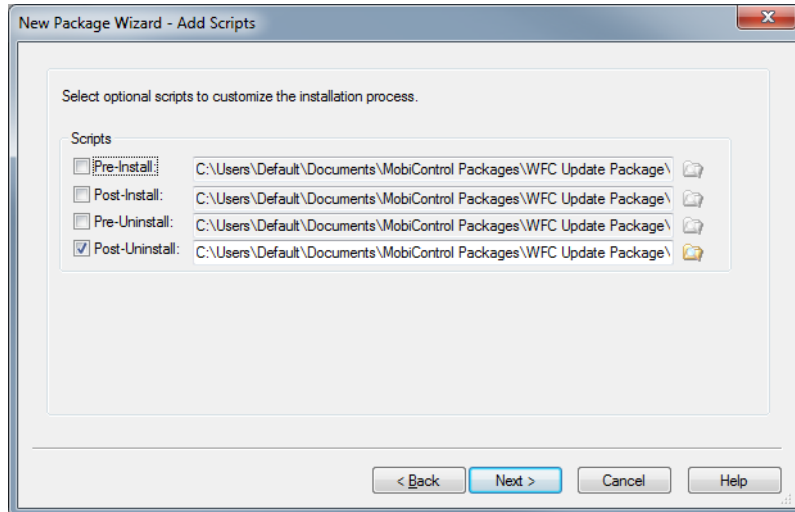 New Package Wizard - Add Scripts
Select optional scripts to customize the installation process.
Scripts
Pre-Install: C:\Users\Default\Documents\MobiControl Packages\WFC Update Package\
Post-Install: C:\Users\Default\Documents\MobiControl Packages\WFC Update Package\
Pre-Uninstall: C:\Users\Default\Documents\MobiControl Packages\WFC Update Package\
Post-Uninstall: C:\Users\Default\Documents\MobiControl Packages\WFC Update Package\
< Back Next > Cancel Help